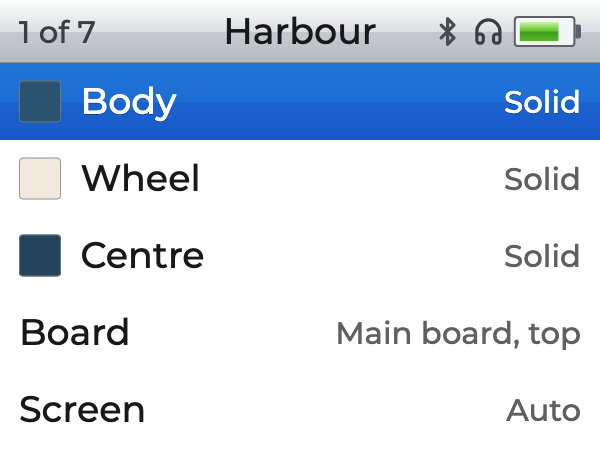 1 of 7 Harbour
Body Solid
Wheel Solid
Centre Solid
Board Main board, top
Screen Auto